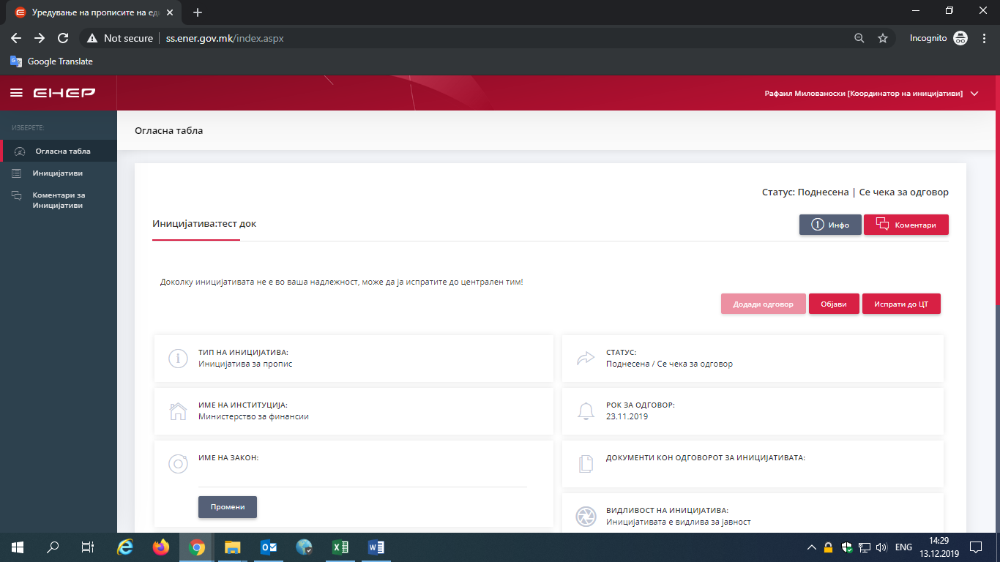 Уредување на прописите на еди
Not secure
ss.ener.gov.mk/index.aspx
Incognito
Google Translate
ЕНЕР
Рафаил Миловански [Координатор на иницијативи]
ИЗБЕРЕТЕ:
Огласна табла
Иницијативи
Коментари за
Иницијативи
Огласна табла
Статус: Поднесена | Се чека за одговор
Иницијатива:тест док
Инфо
Коментари
Доколку иницијативата не е во ваша надлежност, може да ја испратите до централен тим!
Додади одговор
Објави
Испрати до ЦТ
ТИП НА ИНИЦИЈАТИВА:
Иницијатива за пропис
СТАТУС:
Поднесена / Се чека за одговор
ИМЕ НА ИНСТИТУЦИЈА:
Министерство за финансии
РОК ЗА ОДГОВОР:
23.11.2019
ИМЕ НА ЗАКОН:
Промени
ДОКУМЕНТИ КОН ОДГОВОРОТ ЗА ИНИЦИЈАТИВАТА:
ВИДЛИВОСТ НА ИНИЦИЈАТИВА:
Иницијативата е видлива за јавност
ENG
14:29
13.12.2019